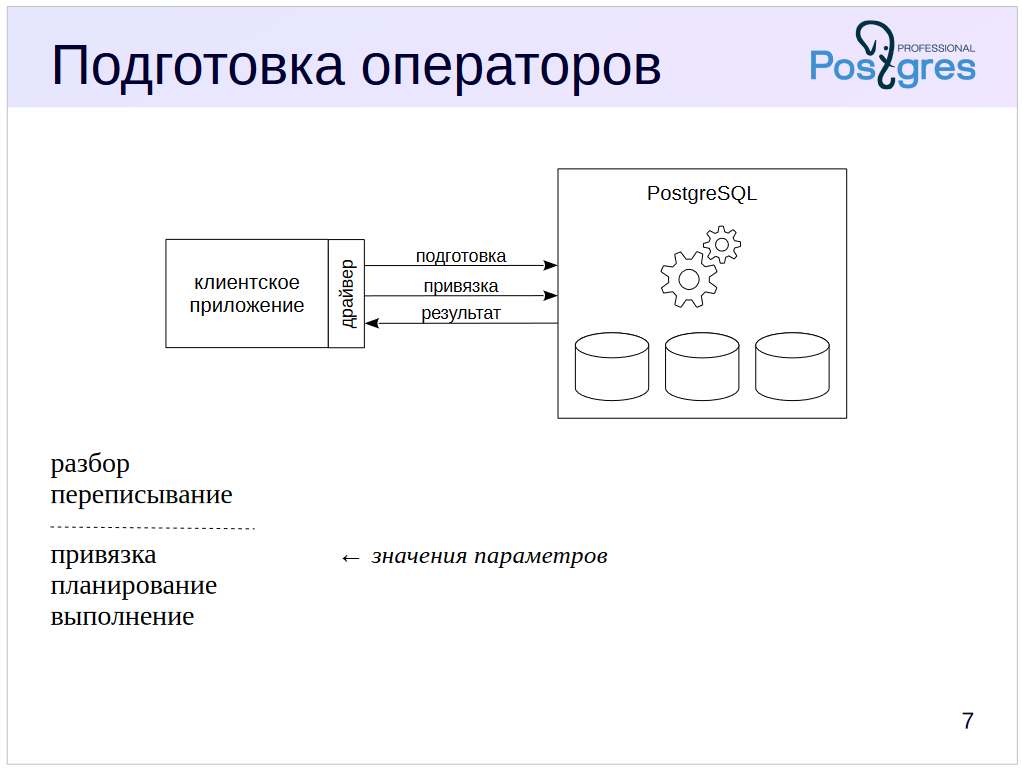 Подготовка операторов
PROFESSIONAL
Postgres
PostgreSQL
клиентское
приложение
драйвер
подготовка
привязка
результат
разбор
переписывание
привязка
← значения параметров
планирование
выполнение
7